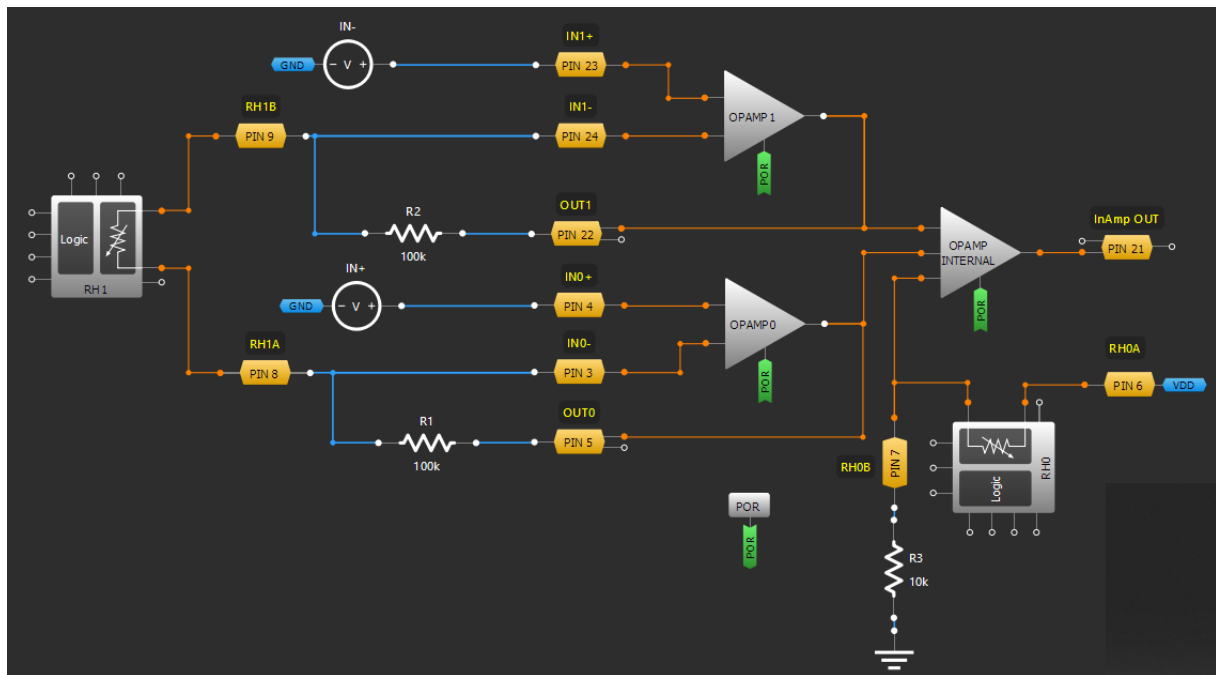 IN-
IN1+
GND
− V +
PIN 23
RH1B
IN1-
OPAMP1
PIN 9
PIN 24
POR
R2
100k
OUT1
PIN 22
Logic
RH1
InAmp OUT
PIN 21
OPAMP
INTERNAL
POR
IN+
GND
− V +
IN0+
PIN 4
OPAMP0
RH1A
PIN 8
IN0-
PIN 3
POR
RH0A
PIN 6
VDD
R1
100k
OUT0
PIN 5
RH0B
PIN 7
Logic
RH0
POR
POR
R3
10k